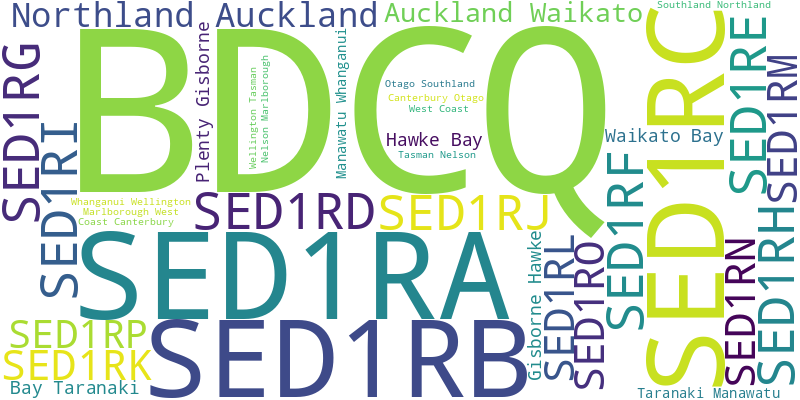 Northland Auckland
Auckland Waikato
Southland Northland
BDCQ
SED1RC
SED1RG
SED1RI
Plenty Gisborne
Wellington Tasman
Nelson Marlborough
Manawatu Whanganui
Otago Southland
Canterbury Otago
West Coast
Hawke Bay
Tasman Nelson
SED1RE
SED1RM
Waikato Bay
SED1RF
Whanganui Wellington
Marlborough West
Coast Canterbury
SED1RD
SED1RJ
SED1RA
SED1RH
SED1RB
Gisborne Hawke
SED1RL
SED1RO
SED1RN
SED1RP
SED1RK
Bay Taranaki
Taranaki Manawatu